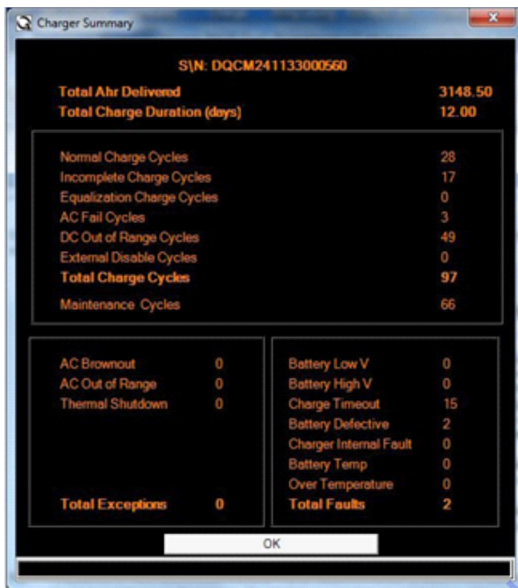 Charger Summary
S\N: DQCM241133000560
Total Ahr Delivered 3148.50
Total Charge Duration (days) 12.00
Normal Charge Cycles 28
Incomplete Charge Cycles 17
Equalization Charge Cycles 0
AC Fail Cycles 3
DC Out of Range Cycles 49
External Disable Cycles 0
Total Charge Cycles 97
Maintenance Cycles 66
AC Brownout 0
AC Out of Range 0
Thermal Shutdown 0
Total Exceptions 0
Battery Low V 0
Battery High V 0
Charge Timeout 15
Battery Defective 2
Charger Internal Fault 0
Battery Temp 0
Over Temperature 0
Total Faults 2
OK